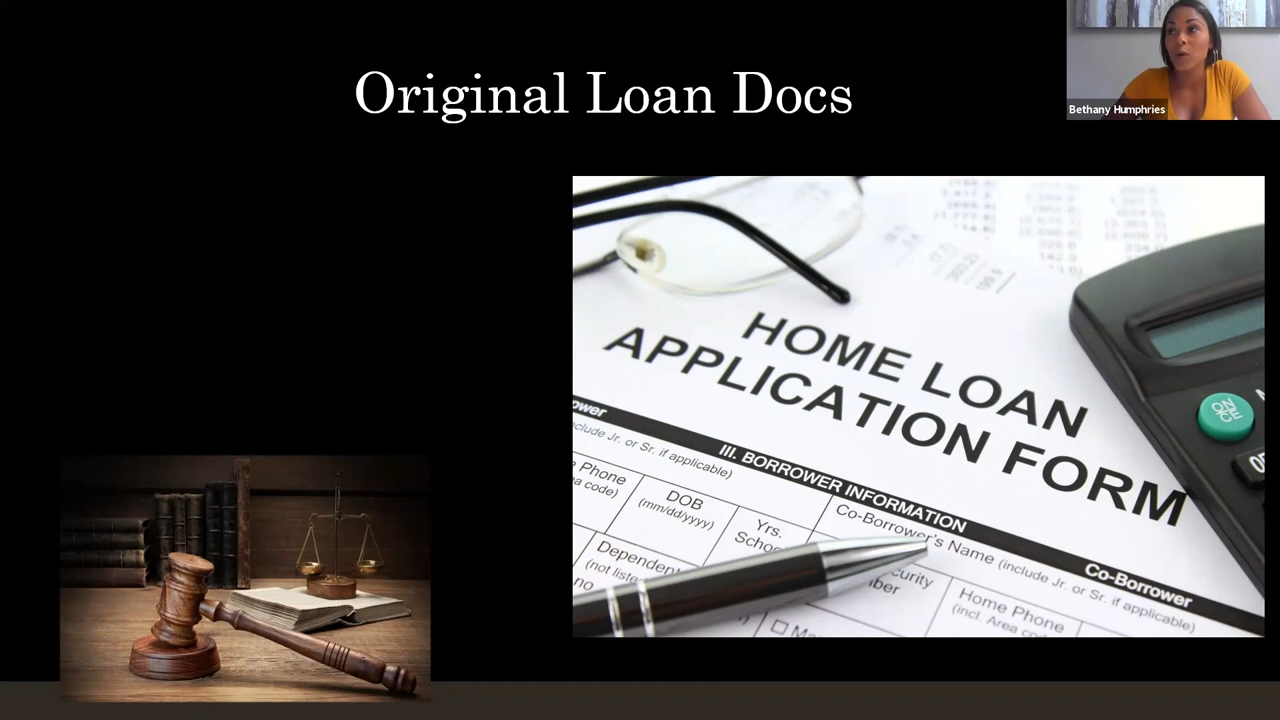 Original Loan Docs
Bethany Humphries
HOME LOAN
APPLICATION FORM
III. BORROWER INFORMATION
Co-Borrower
(include Jr. or Sr. if applicable)
Co-Borrower's Name (include Jr. or Sr. if applicable)
Phone
DOB
(mm/dd/yyyy)
Yrs.
Home Phone
(incl. Area code)
Dependent
no
ON